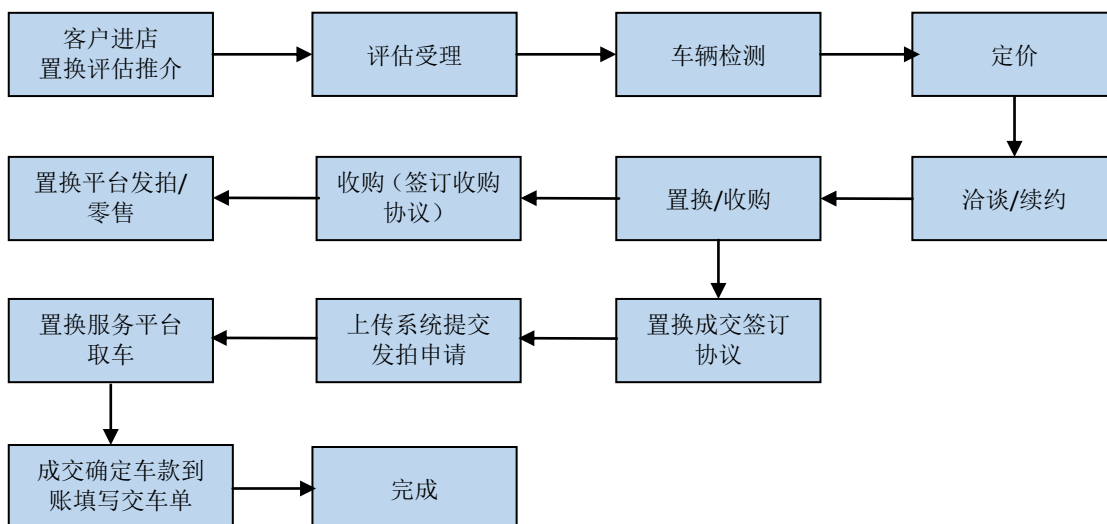 客户进店
置换评估推介
评估受理
车辆检测
定价
置换平台发拍/
零售
收购（签订收购
协议）
置换/收购
洽谈/续约
置换服务平台
取车
上传系统提交
发拍申请
置换成交签订
协议
成交确定车款到
账填写交车单
完成